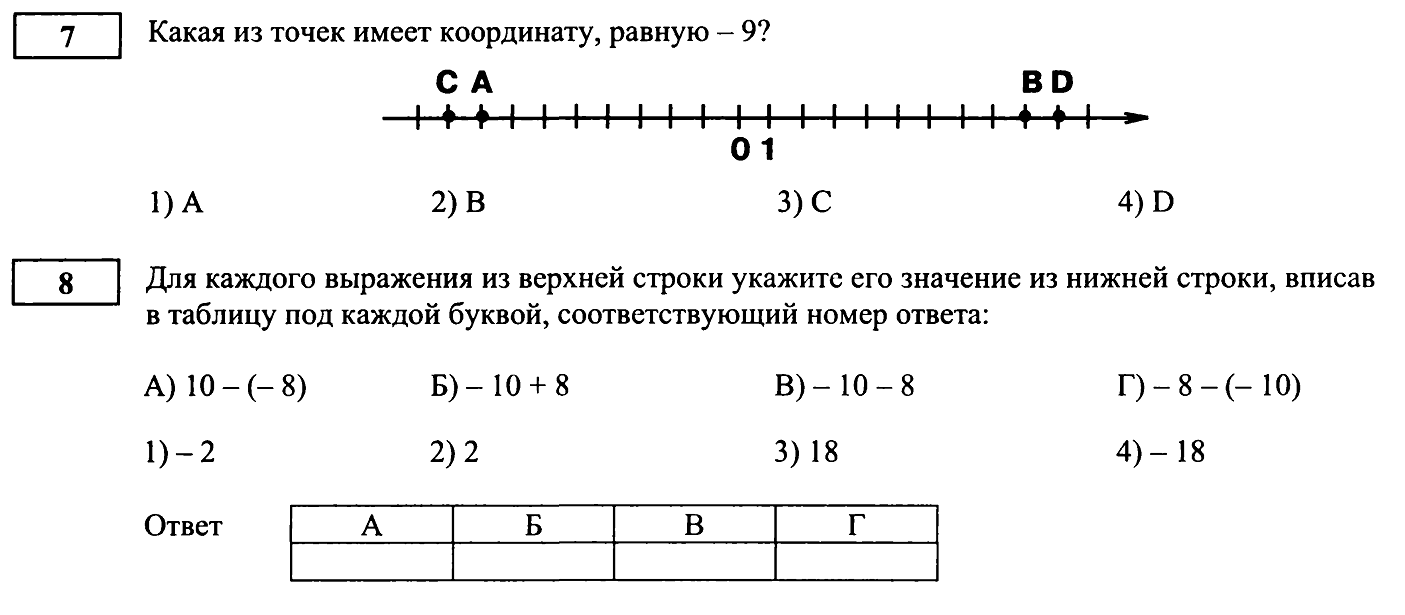 7 Какая из точек имеет координату, равную – 9?
C A B D
0 1
1) A 2) B 3) C 4) D
8 Для каждого выражения из верхней строки укажите его значение из нижней строки, вписав
в таблицу под каждой буквой, соответствующий номер ответа:
А) 10 – (– 8) Б) – 10 + 8 В) – 10 – 8 Г) – 8 – (– 10)
1) – 2 2) 2 3) 18 4) – 18
Ответ А Б В Г